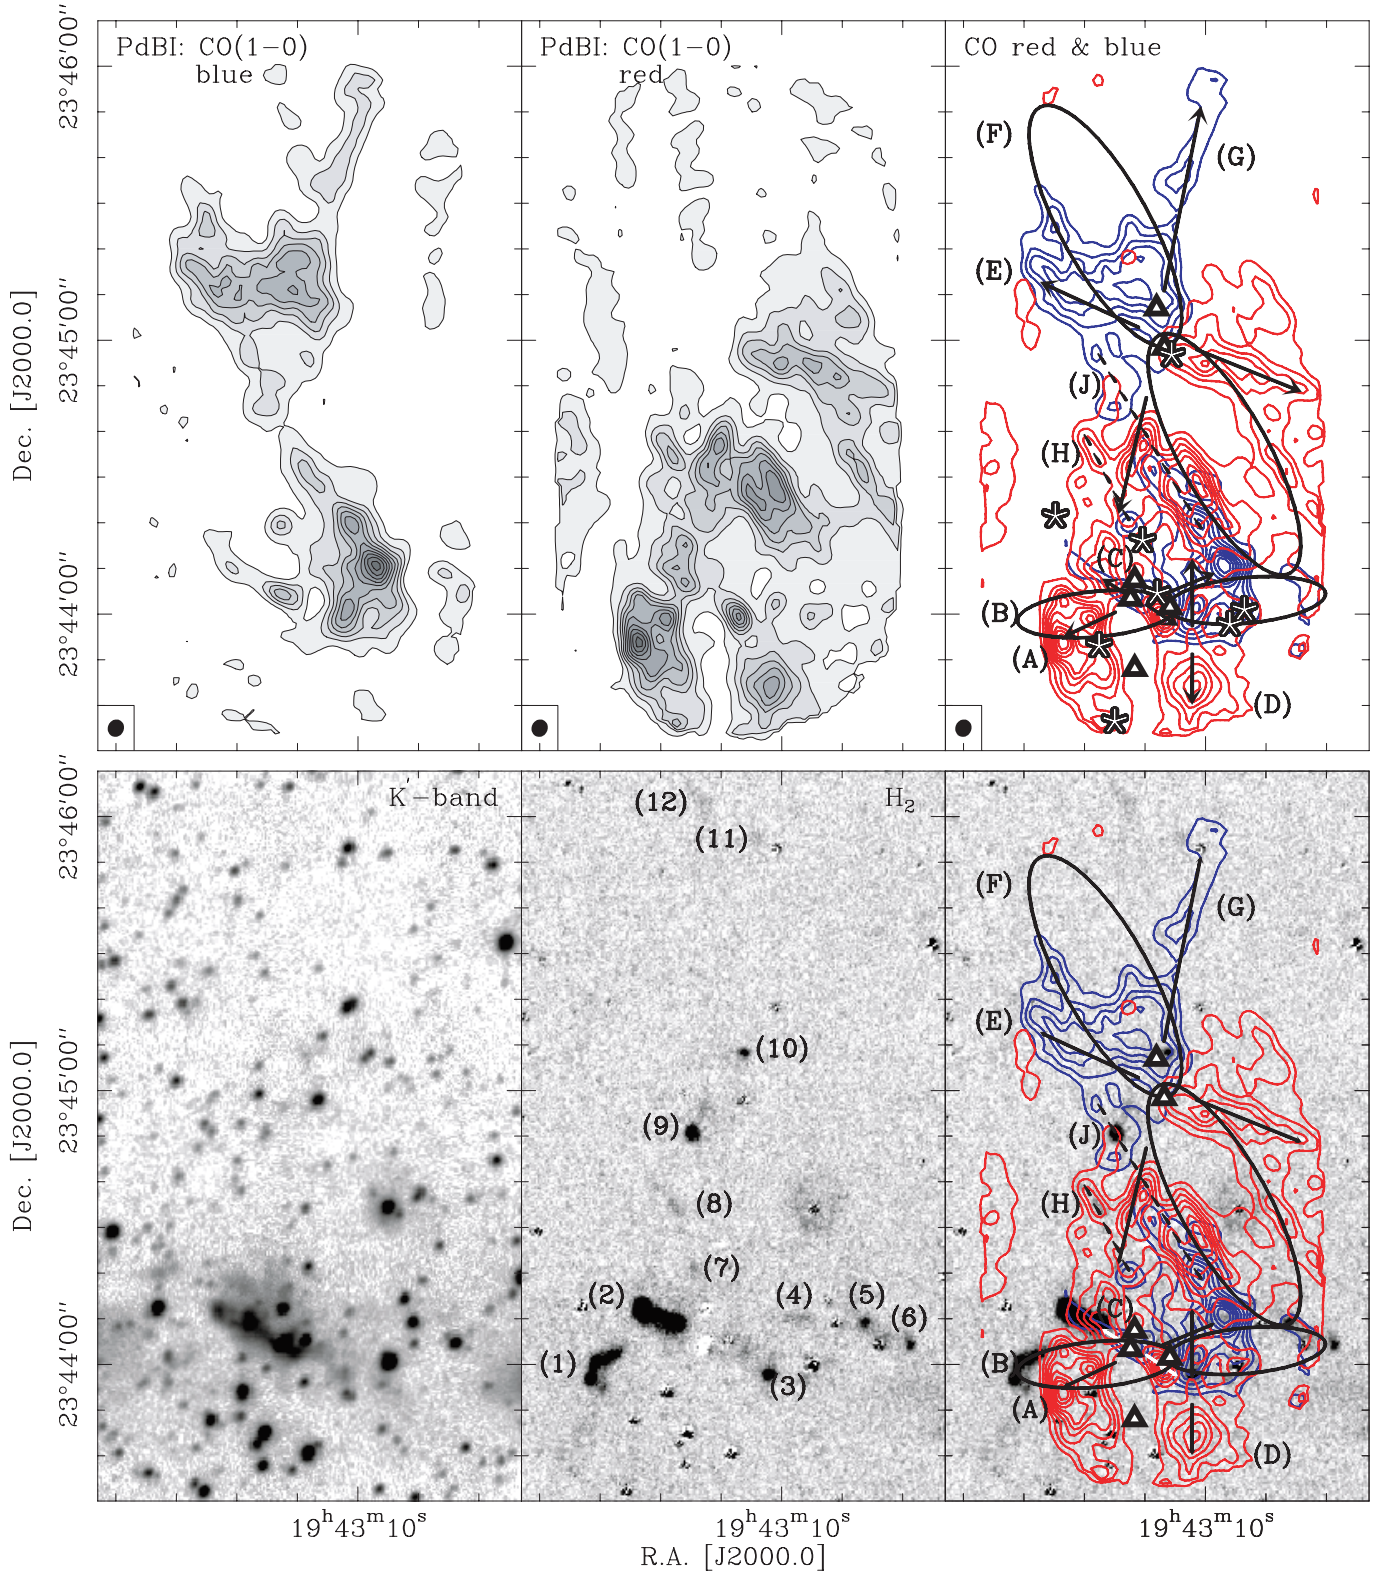 PdBI: CO(1−0)
blue
PdBI: CO(1−0)
red
CO red & blue
23°46'00"
23°45'00"
23°44'00"
Dec. [J2000.0]
(F)
(G)
(E)
(J)
(H)
(C)
(B)
(A)
(D)
K'−band
H2
23°46'00"
23°45'00"
23°44'00"
Dec. [J2000.0]
(12)
(11)
(10)
(9)
(8)
(7)
(2)
(4)
(5)
(6)
(1)
(3)
(F)
(G)
(E)
(J)
(H)
(C)
(B)
(A)
(D)
19h43m10s
19h43m10s
19h43m10s
R.A. [J2000.0]